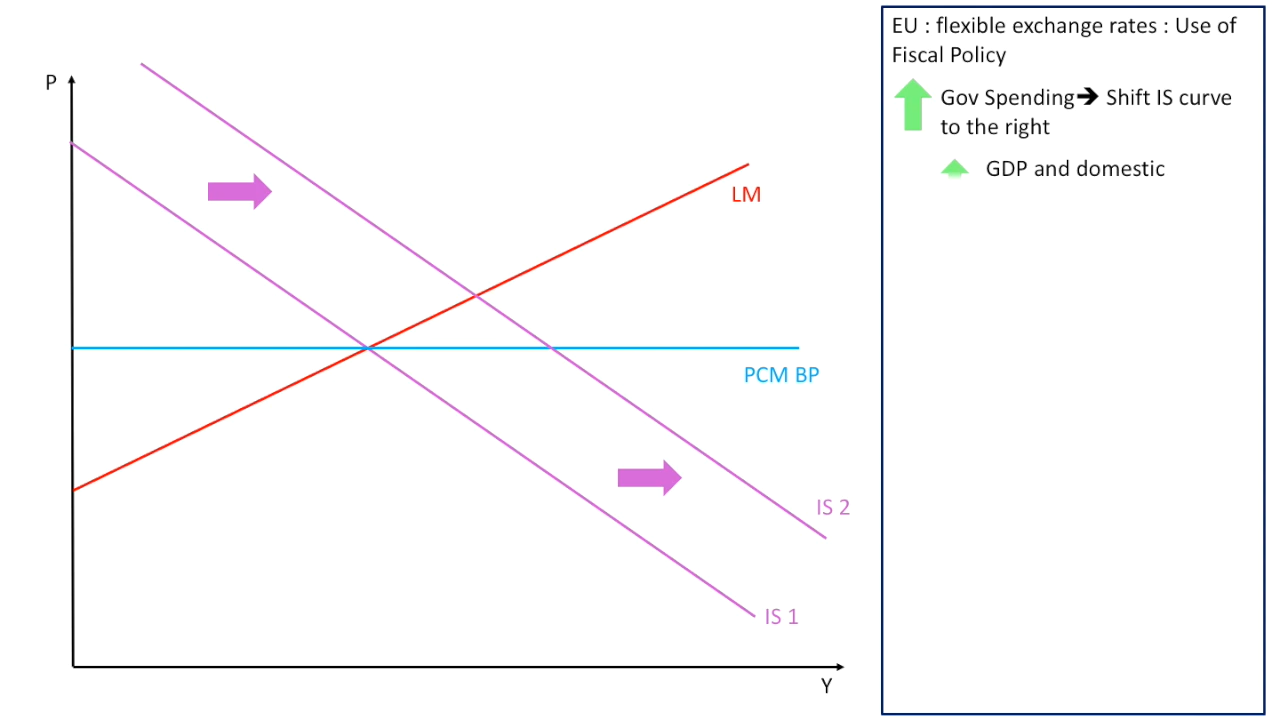 P
LM
PCM BP
IS 2
IS 1
Y
EU : flexible exchange rates : Use of
Fiscal Policy
Gov Spending➔ Shift IS curve
to the right
GDP and domestic